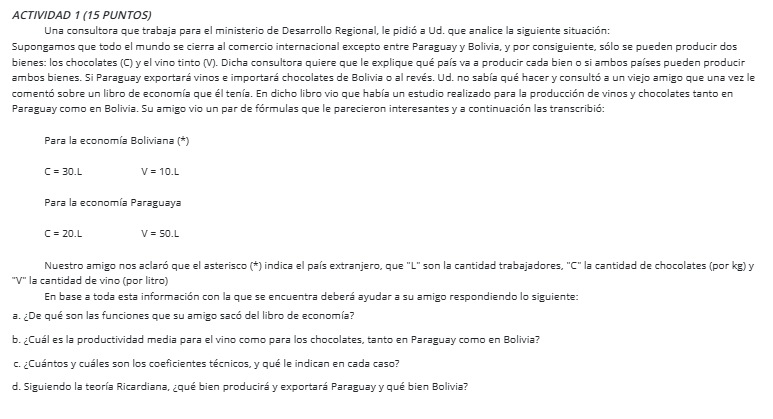 ACTIVIDAD 1 (15 PUNTOS)
Una consultora que trabaja para el ministerio de Desarrollo Regional, le pidió a Ud. que analice la siguiente situación:
Supongamos que todo el mundo se cierra al comercio internacional excepto entre Paraguay y Bolivia, y por consiguiente, sólo se pueden producir dos
bienes: los chocolates (C) y el vino tinto (V). Dicha consultora quiere que le explique qué país va a producir cada bien o si ambos países pueden producir
ambos bienes. Si Paraguay exportará vinos e importará chocolates de Bolivia o al revés. Ud. no sabía qué hacer y consultó a un viejo amigo que una vez le
comentó sobre un libro de economía que él tenía. En dicho libro vio que había un estudio realizado para la producción de vinos y chocolates tanto en
Paraguay como en Bolivia. Su amigo vio un par de fórmulas que le parecieron interesantes y a continuación las transcribió:
Para la economía Boliviana (*)
C = 30.L V = 10.L
Para la economía Paraguaya
C = 20.L V = 50.L
Nuestro amigo nos aclaró que el asterisco (*) indica el país extranjero, que "L" son la cantidad trabajadores, "C" la cantidad de chocolates (por kg) y
"V" la cantidad de vino (por litro)
En base a toda esta información con la que se encuentra deberá ayudar a su amigo respondiendo lo siguiente:
a. ¿De qué son las funciones que su amigo sacó del libro de economía?
b. ¿Cuál es la productividad media para el vino como para los chocolates, tanto en Paraguay como en Bolivia?
c. ¿Cuántos y cuáles son los coeficientes técnicos, y qué le indican en cada caso?
d. Siguiendo la teoría Ricardiana, ¿qué bien producirá y exportará Paraguay y qué bien Bolivia?